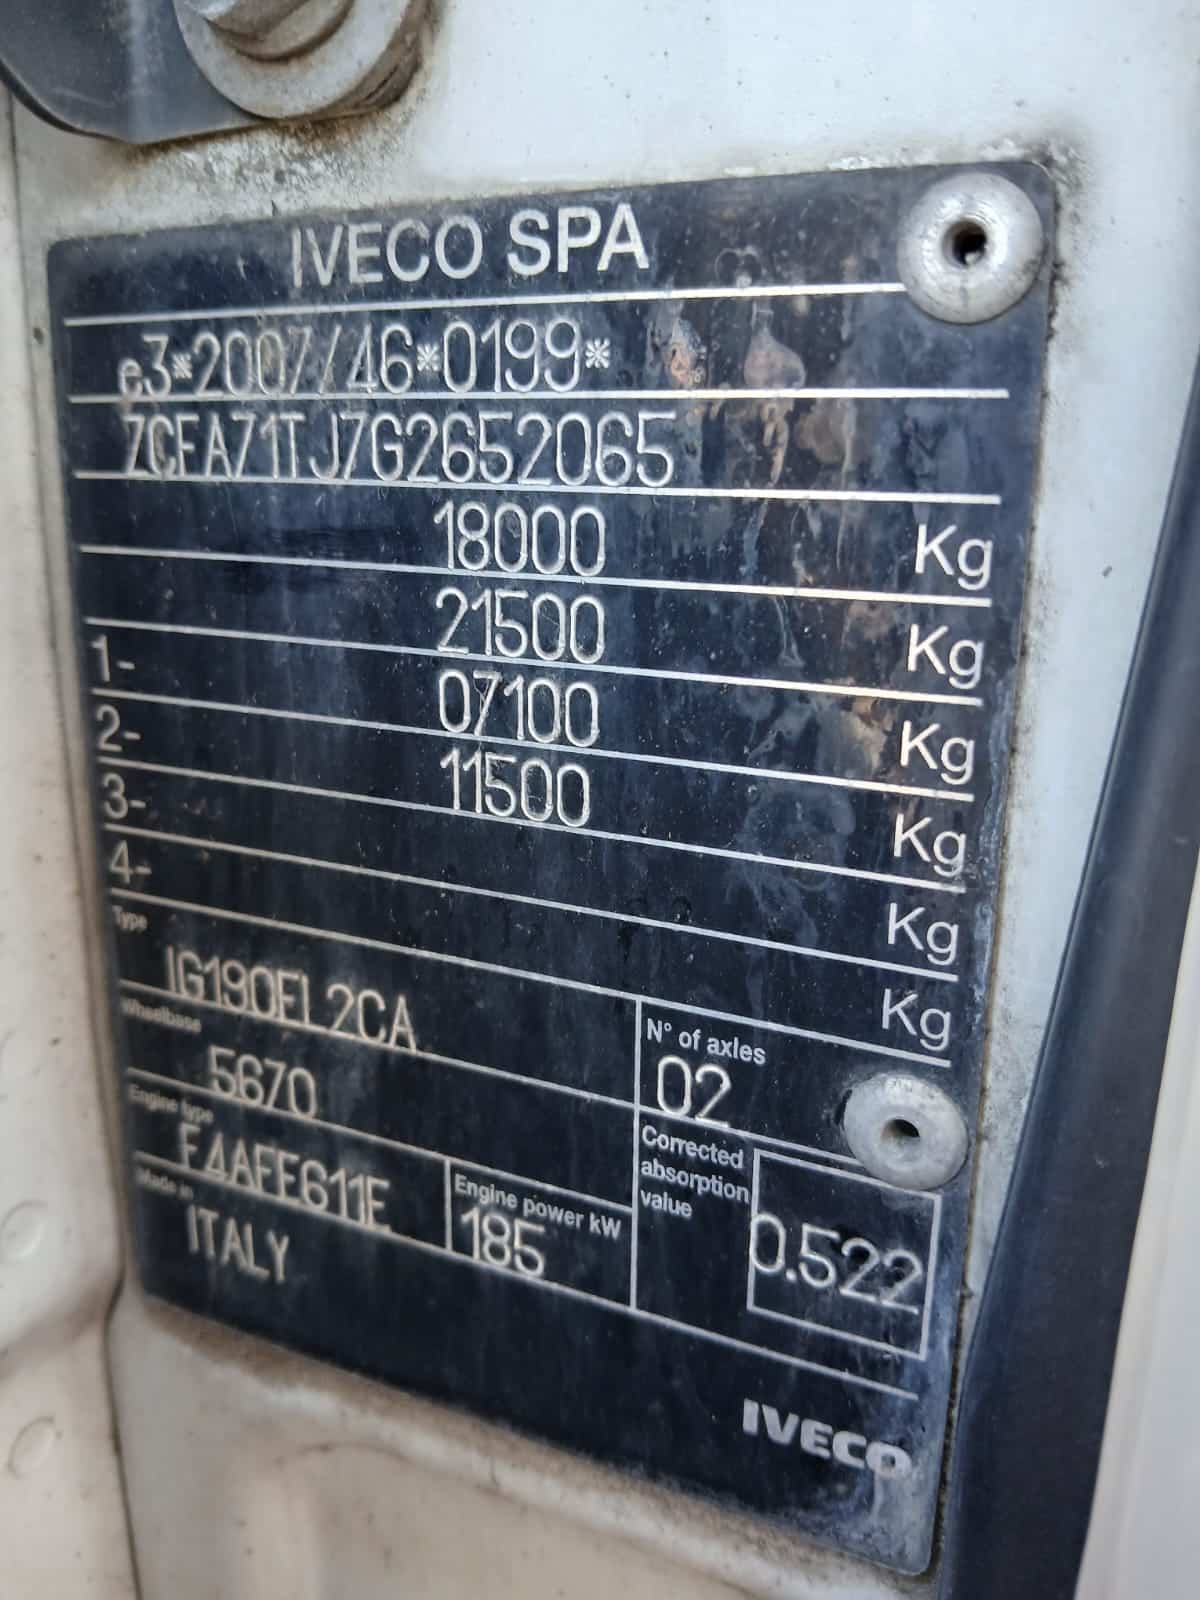 IVECO SPA
e3*2007/46*0199*
ZCFA71TJ7G2652065
18000 Kg
21500 Kg
1- 07100 Kg
2- 11500 Kg
3- Kg
4- Kg
Type
IG190EL2CA
N° of axles
02
Wheelbase
5670
Corrected
absorption
value
0.522
Engine type
F4AFE611E
Engine power kW
185
Made in
ITALY
IVECO